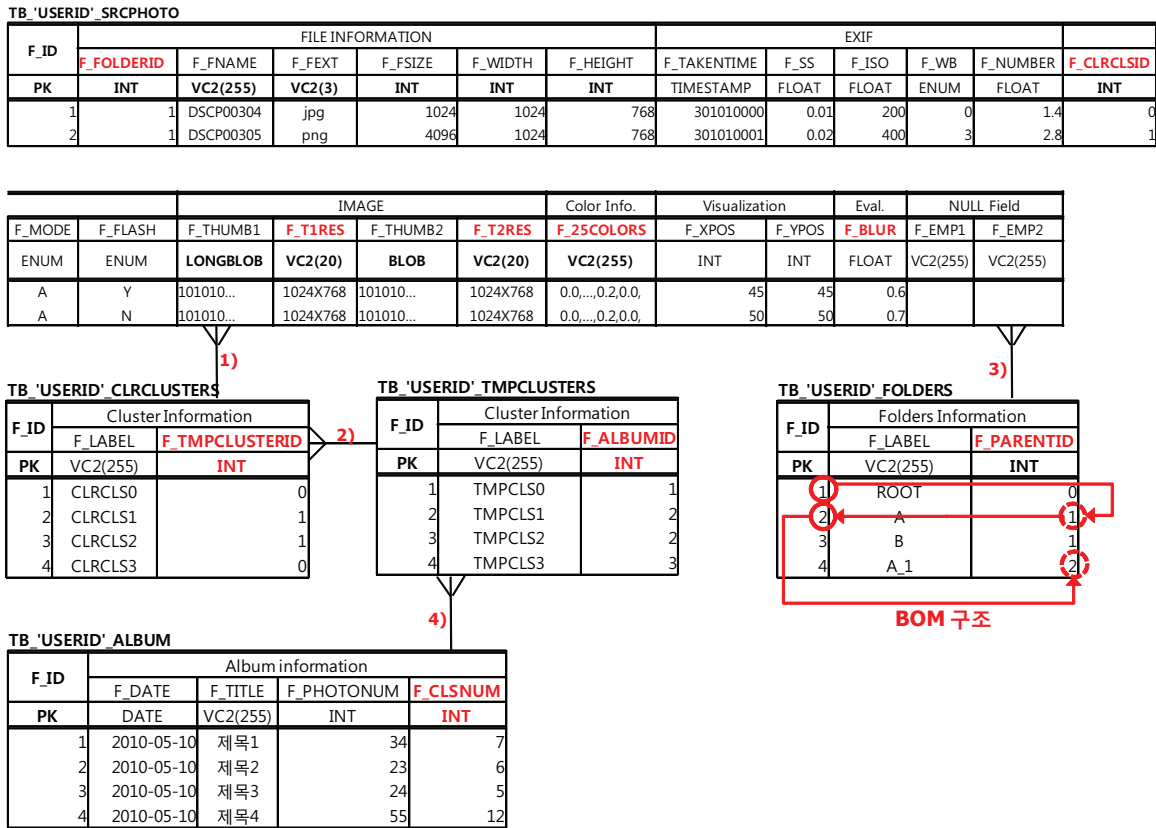 TB_'USERID'_SRCPHOTO
F_ID FILE INFORMATION EXIF
F_FOLDERID F_FNAME F_FEXT F_FSIZE F_WIDTH F_HEIGHT F_TAKENTIME F_SS F_ISO F_WB F_NUMBER F_CLRCLSID
PK INT VC2(255) VC2(3) INT INT INT TIMESTAMP FLOAT FLOAT ENUM FLOAT INT
1 1 DSCP00304 jpg 1024 1024 768 301010000 0.01 200 0 1.4 0
2 1 DSCP00305 png 4096 1024 768 301010001 0.02 400 3 2.8 1
IMAGE Color Info. Visualization Eval. NULL Field
F_MODE F_FLASH F_THUMB1 F_T1RES F_THUMB2 F_T2RES F_25COLORS F_XPOS F_YPOS F_BLUR F_EMP1 F_EMP2
ENUM ENUM LONGBLOB VC2(20) BLOB VC2(20) VC2(255) INT INT FLOAT VC2(255) VC2(255)
A Y 101010... 1024X768 101010... 1024X768 0.0,...,0.2,0.0, 45 45 0.6
A N 101010... 1024X768 101010... 1024X768 0.0,...,0.2,0.0, 50 50 0.7
1)
2)
3)
TB_'USERID'_CLRCLUSTERS
F_ID Cluster Information
F_LABEL F_TMPCLUSTERID
PK VC2(255) INT
1 CLRCLS0 0
2 CLRCLS1 1
3 CLRCLS2 1
4 CLRCLS3 0
TB_'USERID'_TMPCLUSTERS
F_ID Cluster Information
F_LABEL F_ALBUMID
PK VC2(255) INT
1 TMPCLS0 1
2 TMPCLS1 2
3 TMPCLS2 2
4 TMPCLS3 3
TB_'USERID'_FOLDERS
F_ID Folders Information
F_LABEL F_PARENTID
PK VC2(255) INT
1 ROOT 0
2 A 1
3 B 1
4 A_1 2
BOM 구조
4)
TB_'USERID'_ALBUM
F_ID Album information
F_DATE F_TITLE F_PHOTONUM F_CLSNUM
PK DATE VC2(255) INT INT
1 2010-05-10 제목1 34 7
2 2010-05-10 제목2 23 6
3 2010-05-10 제목3 24 5
4 2010-05-10 제목4 55 12